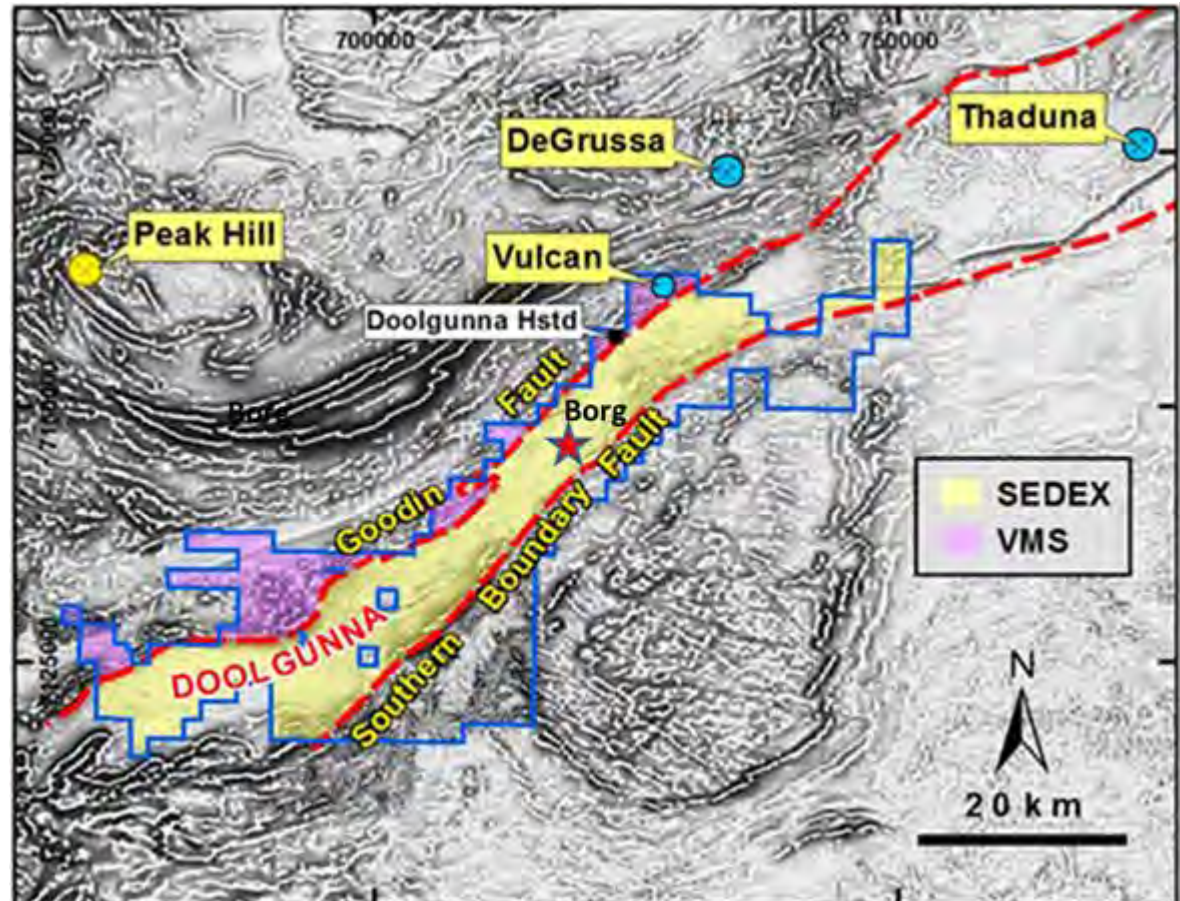 700000
750000
Thaduna
DeGrussa
Peak Hill
Vulcan
Doolgunna Hstd
Goodin Fault
Borg
Southern Boundary Fault
DOOLGUNNA
SEDEX
VMS
N
20 km